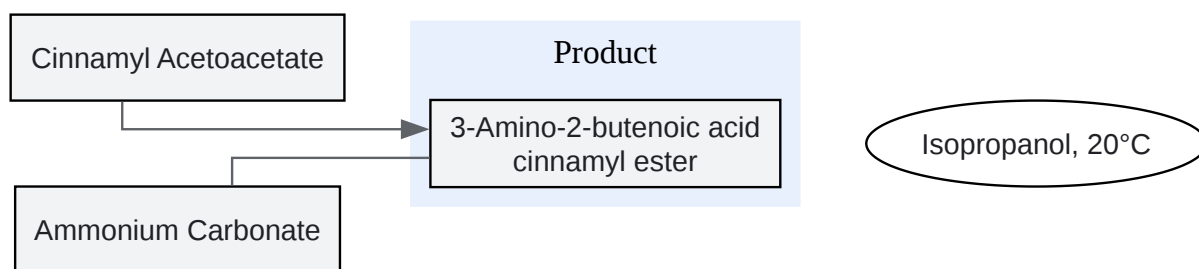 Cinnamyl Acetoacetate
Product
3-Amino-2-butenoic acid
cinnamyl ester
Isopropanol, 20°C
Ammonium Carbonate